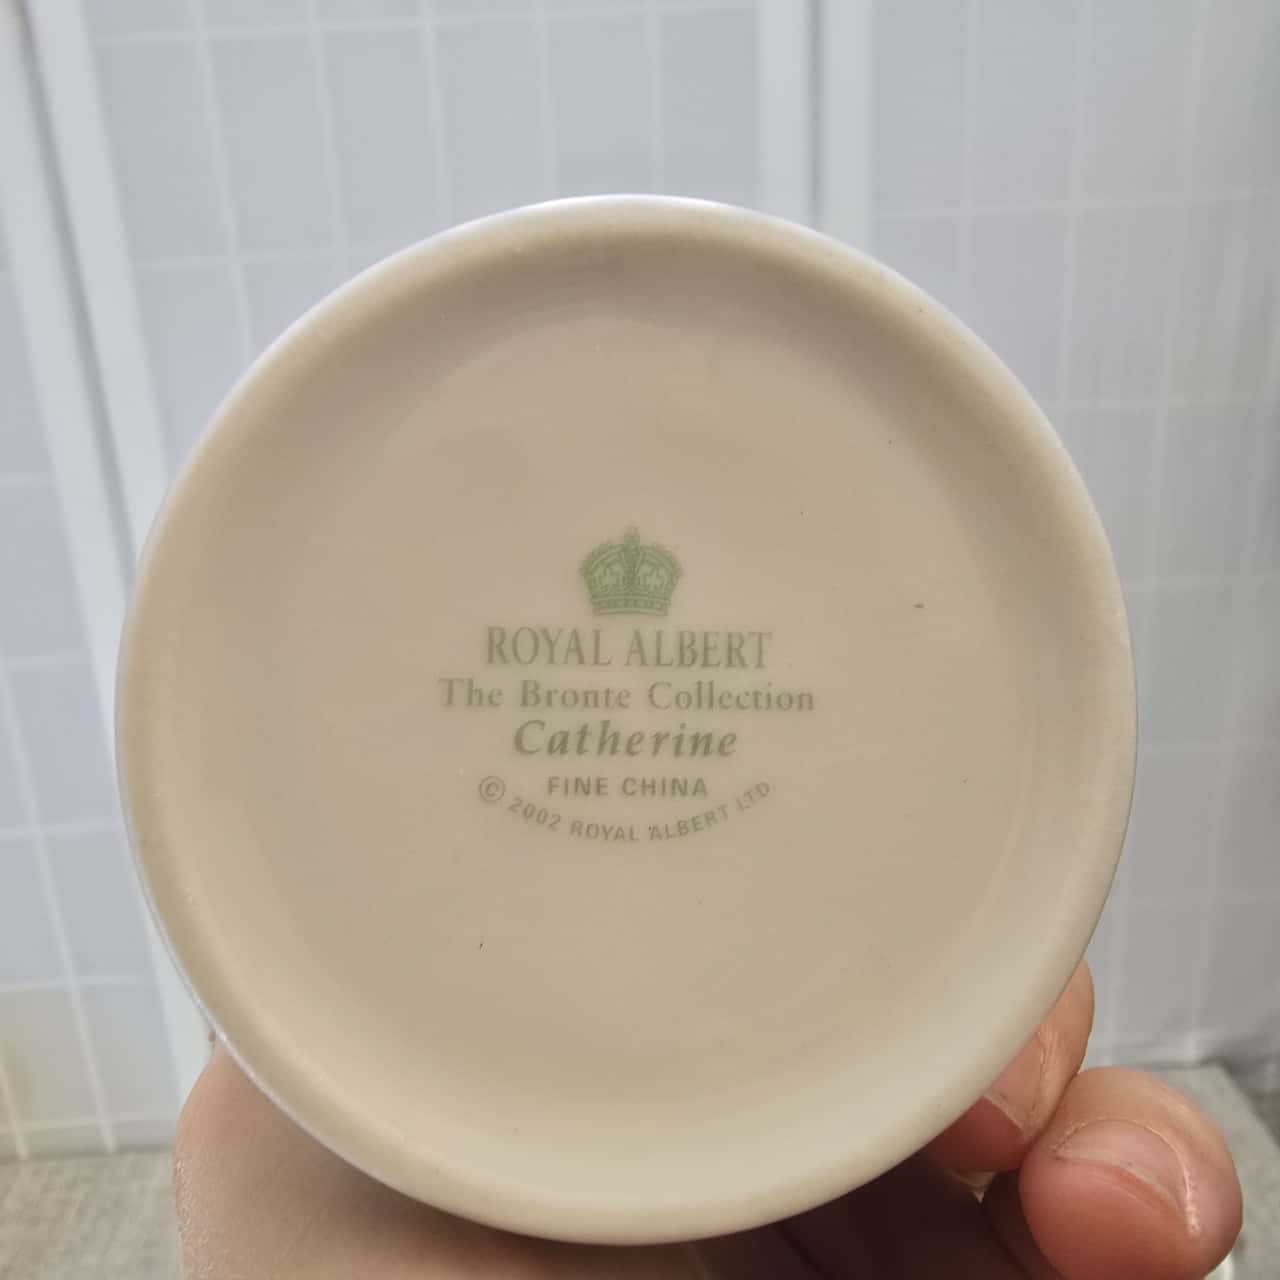 ROYAL ALBERT
The Bronte Collection
Catherine
FINE CHINA
© 2002 ROYAL ALBERT LTD.